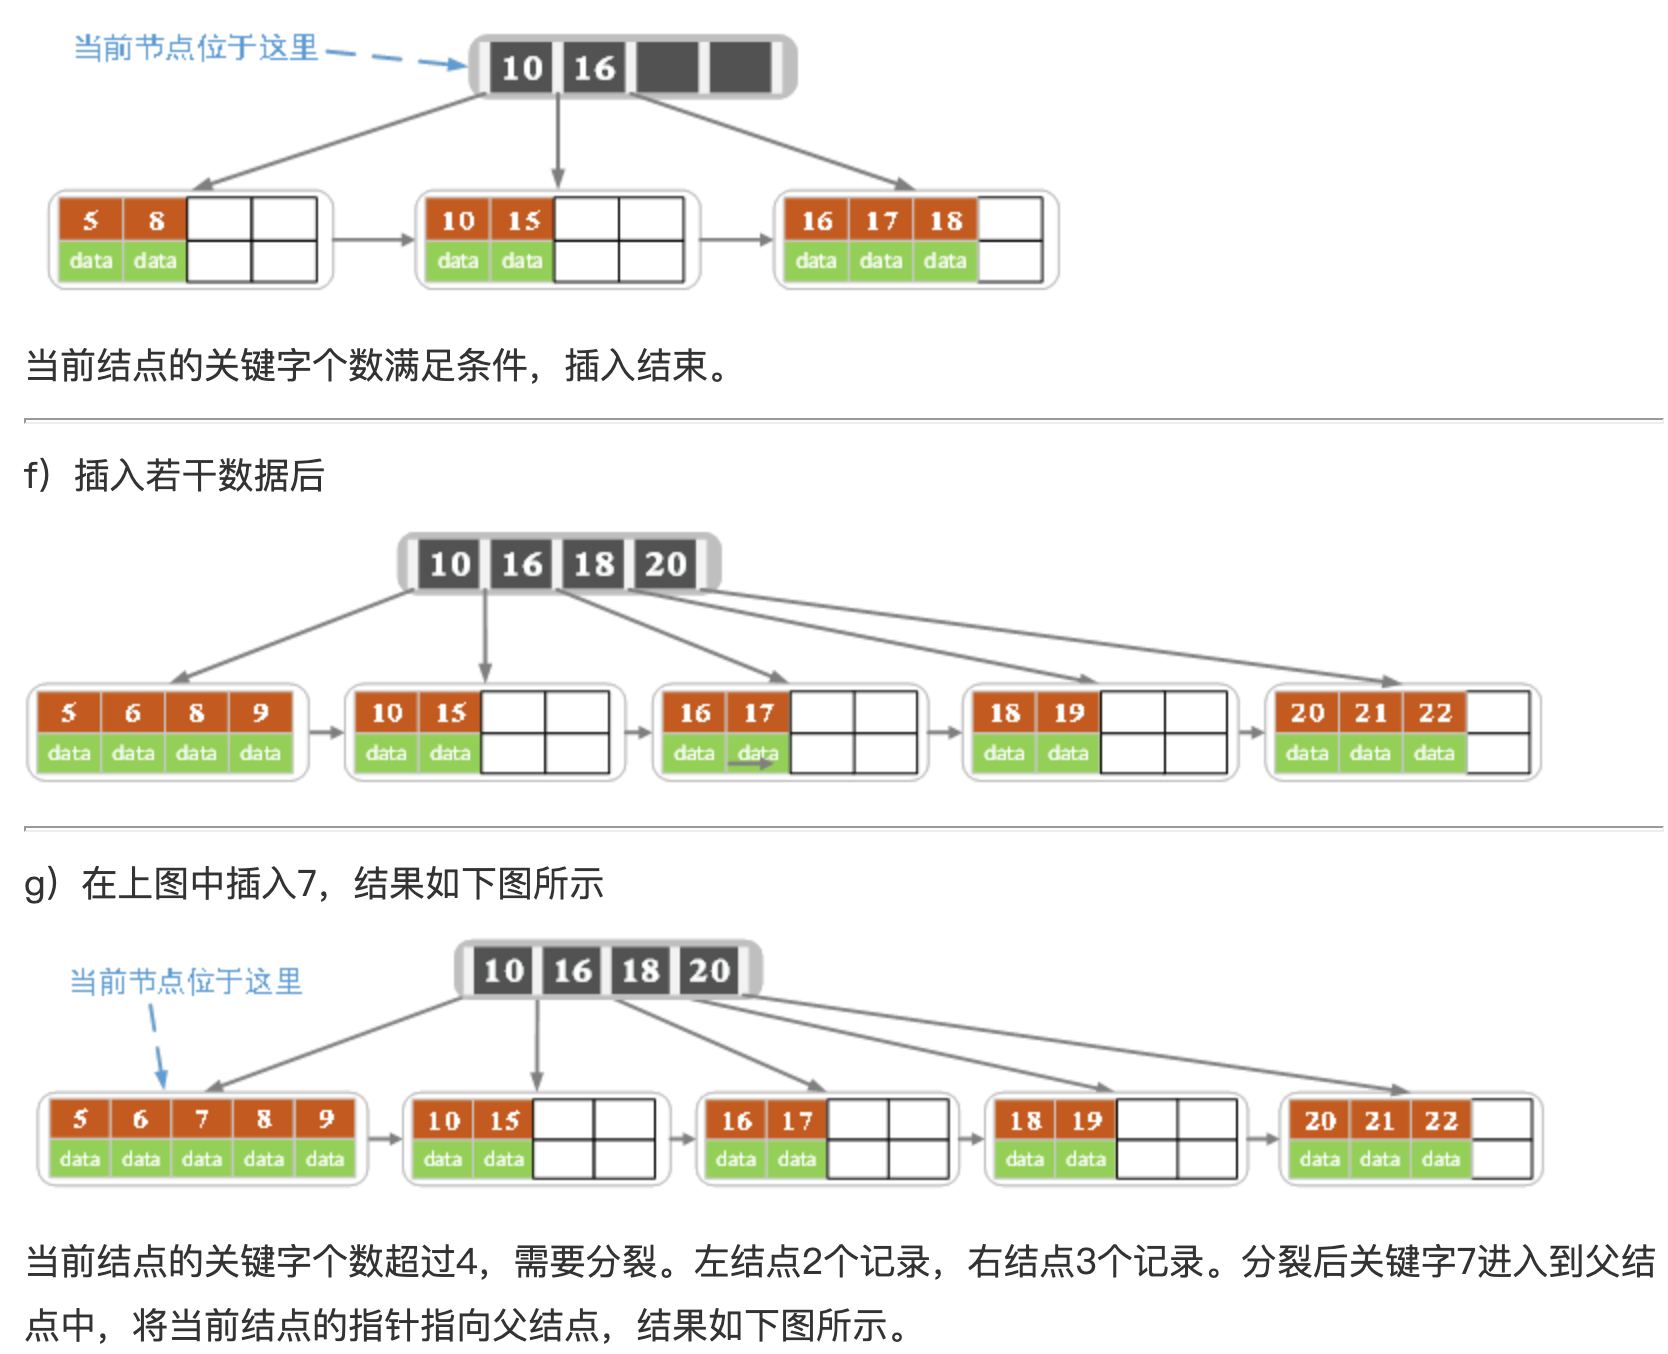 当前节点位于这里
10 16
5 8 10 15 16 17 18
data data data data data data data
当前结点的关键字个数满足条件，插入结束。
f）插入若干数据后
10 16 18 20
5 6 8 9 10 15 16 17 18 19 20 21 22
data data data data data data data data data data data data data
g）在上图中插入7，结果如下图所示
当前节点位于这里
10 16 18 20
5 6 7 8 9 10 15 16 17 18 19 20 21 22
data data data data data data data data data data data data data data
当前结点的关键字个数超过4，需要分裂。左结点2个记录，右结点3个记录。分裂后关键字7进入到父结
点中，将当前结点的指针指向父结点，结果如下图所示。